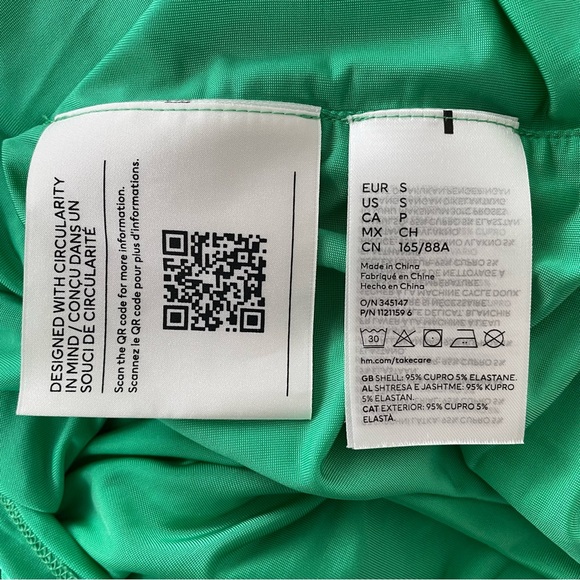 DESIGNED WITH CIRCULARITY
IN MIND / CONÇU DANS UN
SOUCI DE CIRCULARITÉ
Scan the QR code for more information.
Scannez le QR code pour plus d'informations.
EUR S
US S
CA P
MX CH
CN 165/88A
Made in China
Fabriqué en Chine
Hecho en China
O/N 345147
P/N 1121159 6
30
hm.com/takecare
GB SHELL: 95% CUPRO 5% ELASTANE.
AL SHTRESA E JASHTME: 95% KUPRO
5% ELASTAN.
CAT EXTERIOR: 95% CUPRO 5%
ELASTÀ.